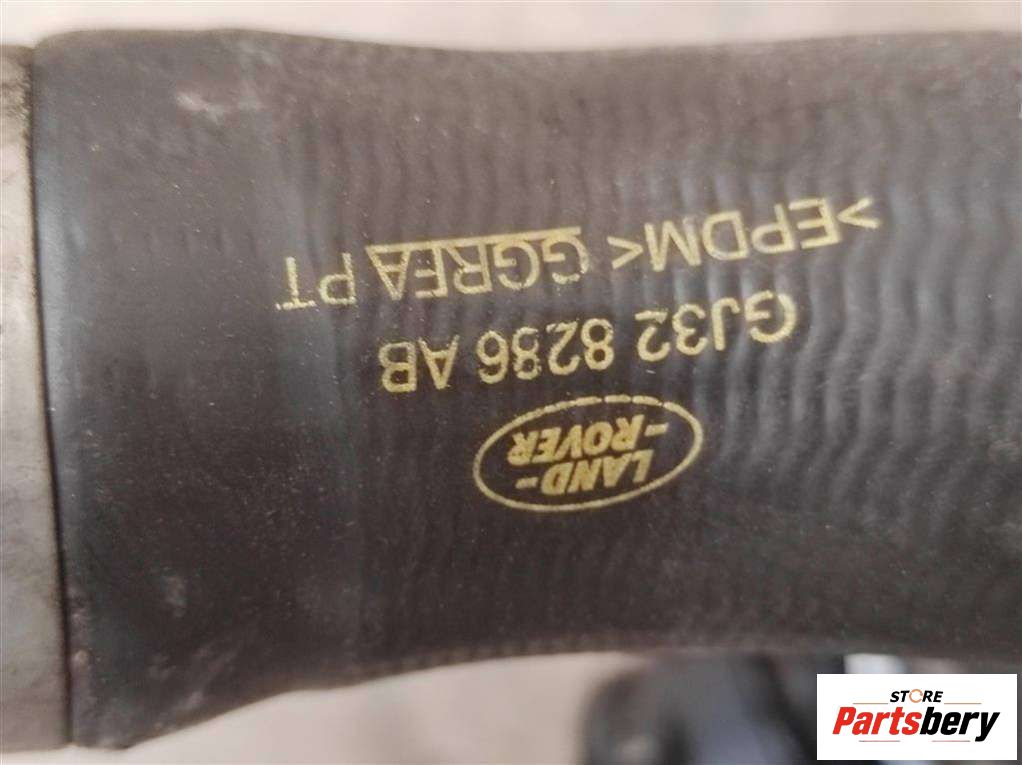 LAND-
-ROVER
GJ32 8286 AB
>EPDM< GGREA PT
STORE
Partsbery